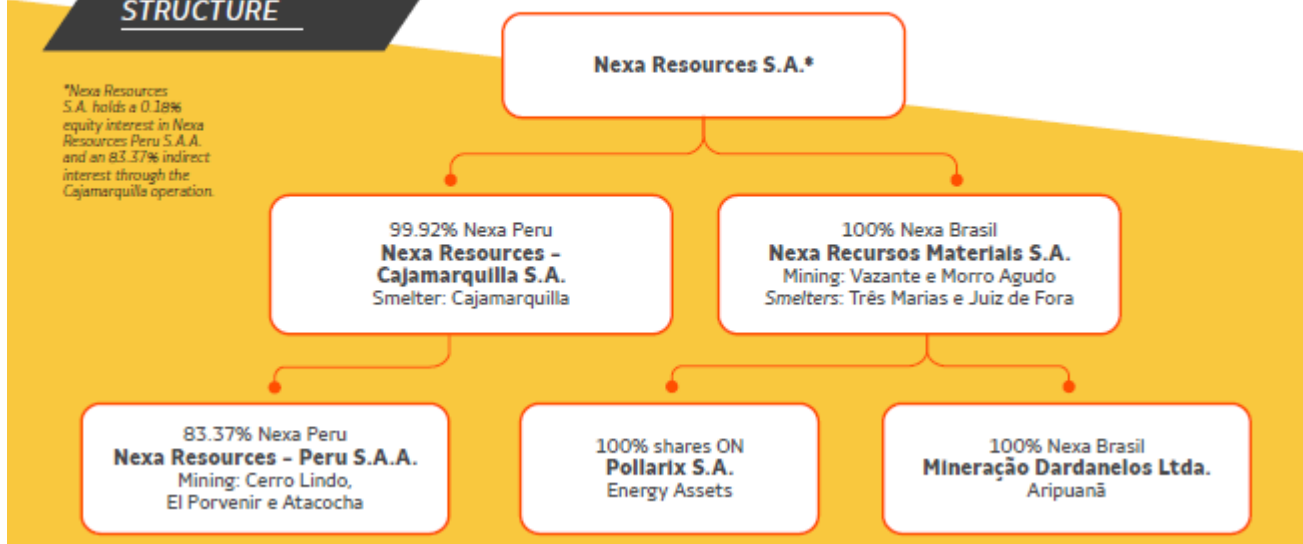 STRUCTURE
Nexa Resources S.A.*
*Nexa Resources
S.A. holds a 0.18%
equity interest in Nexa
Resources Peru S.A.A.
and an 83.37% indirect
interest through the
Cajamarquilla operation.
99.92% Nexa Peru
Nexa Resources –
Cajamarquilla S.A.
Smelter: Cajamarquilla
100% Nexa Brasil
Nexa Recursos Materiais S.A.
Mining: Vazante e Morro Agudo
Smelters: Três Marias e Juiz de Fora
83.37% Nexa Peru
Nexa Resources – Peru S.A.A.
Mining: Cerro Lindo,
El Porvenir e Atacocha
100% shares ON
Pollarix S.A.
Energy Assets
100% Nexa Brasil
Mineração Dardanelos Ltda.
Aripuanã